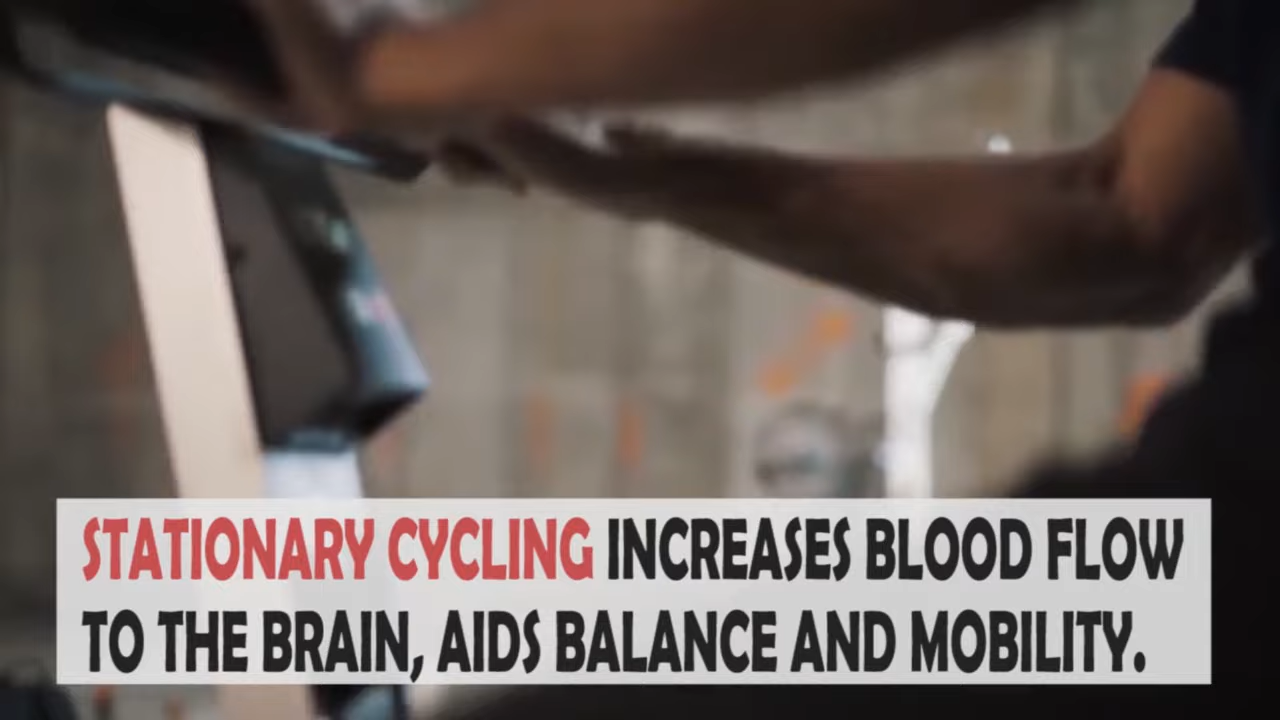 STATIONARY CYCLING INCREASES BLOOD FLOW
TO THE BRAIN, AIDS BALANCE AND MOBILITY.